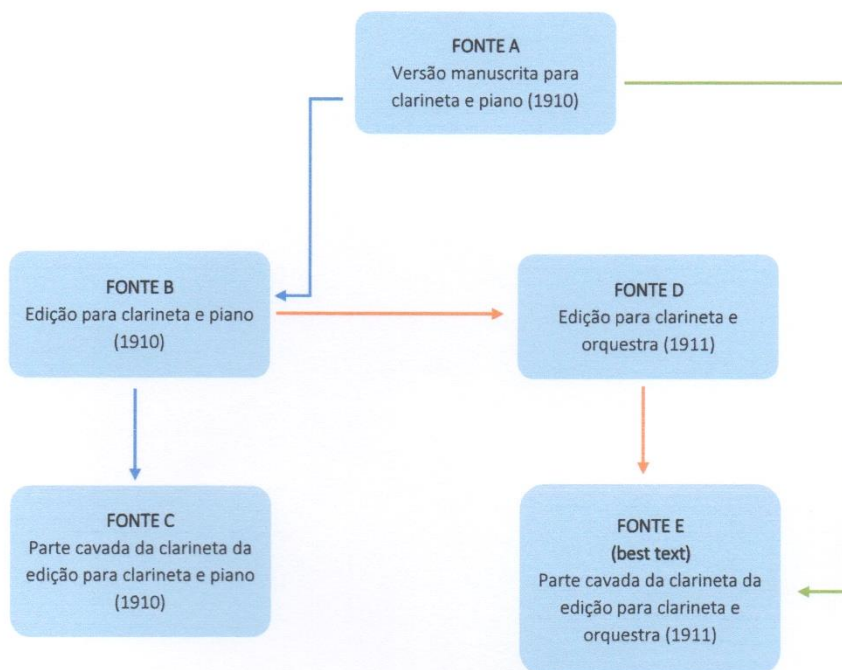 FONTE A
Versão manuscrita para
clarineta e piano (1910)
FONTE B
Edição para clarineta e piano
(1910)
FONTE D
Edição para clarineta e
orquestra (1911)
FONTE C
Parte cavada da clarineta da
edição para clarineta e piano
(1910)
FONTE E
(best text)
Parte cavada da clarineta da
edição para clarineta e
orquestra (1911)